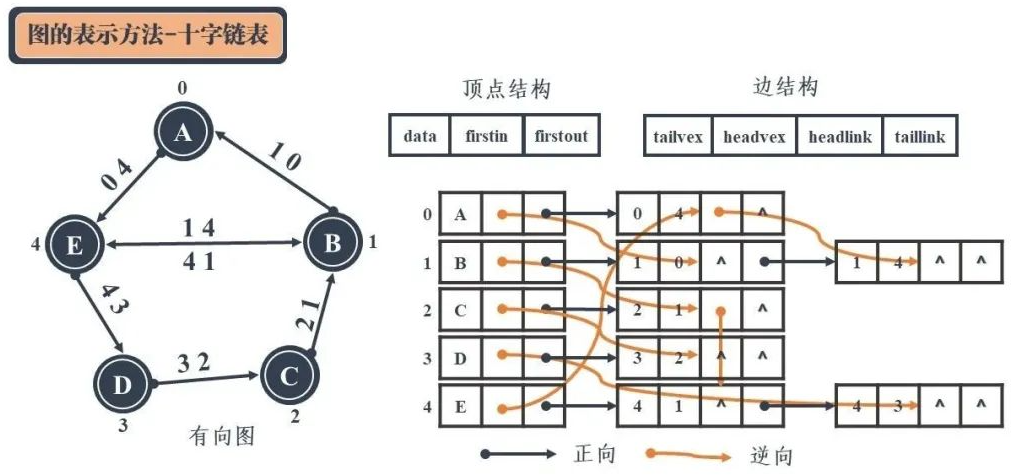 图的表示方法-十字链表
顶点结构
边结构
data firstin firstout
tailvex headvex headlink taillink
0
A
0 4
1 0
4 E
1 4
4 1
B 1
4 3
2 1
D
3 2
C
3
2
有向图
0 A 0 4 ^
1 B 1 0 ^ 1 4 ^ ^
2 C 2 1 ^
3 D 3 2 ^ ^
4 E 4 1 ^ 4 3 ^ ^
正向 逆向